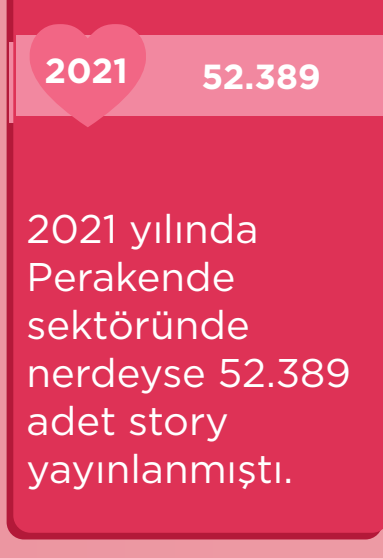 2021 52.389
2021 yılında
Perakende
sektöründe
nerdeyse 52.389
adet story
yayınlanmıştı.